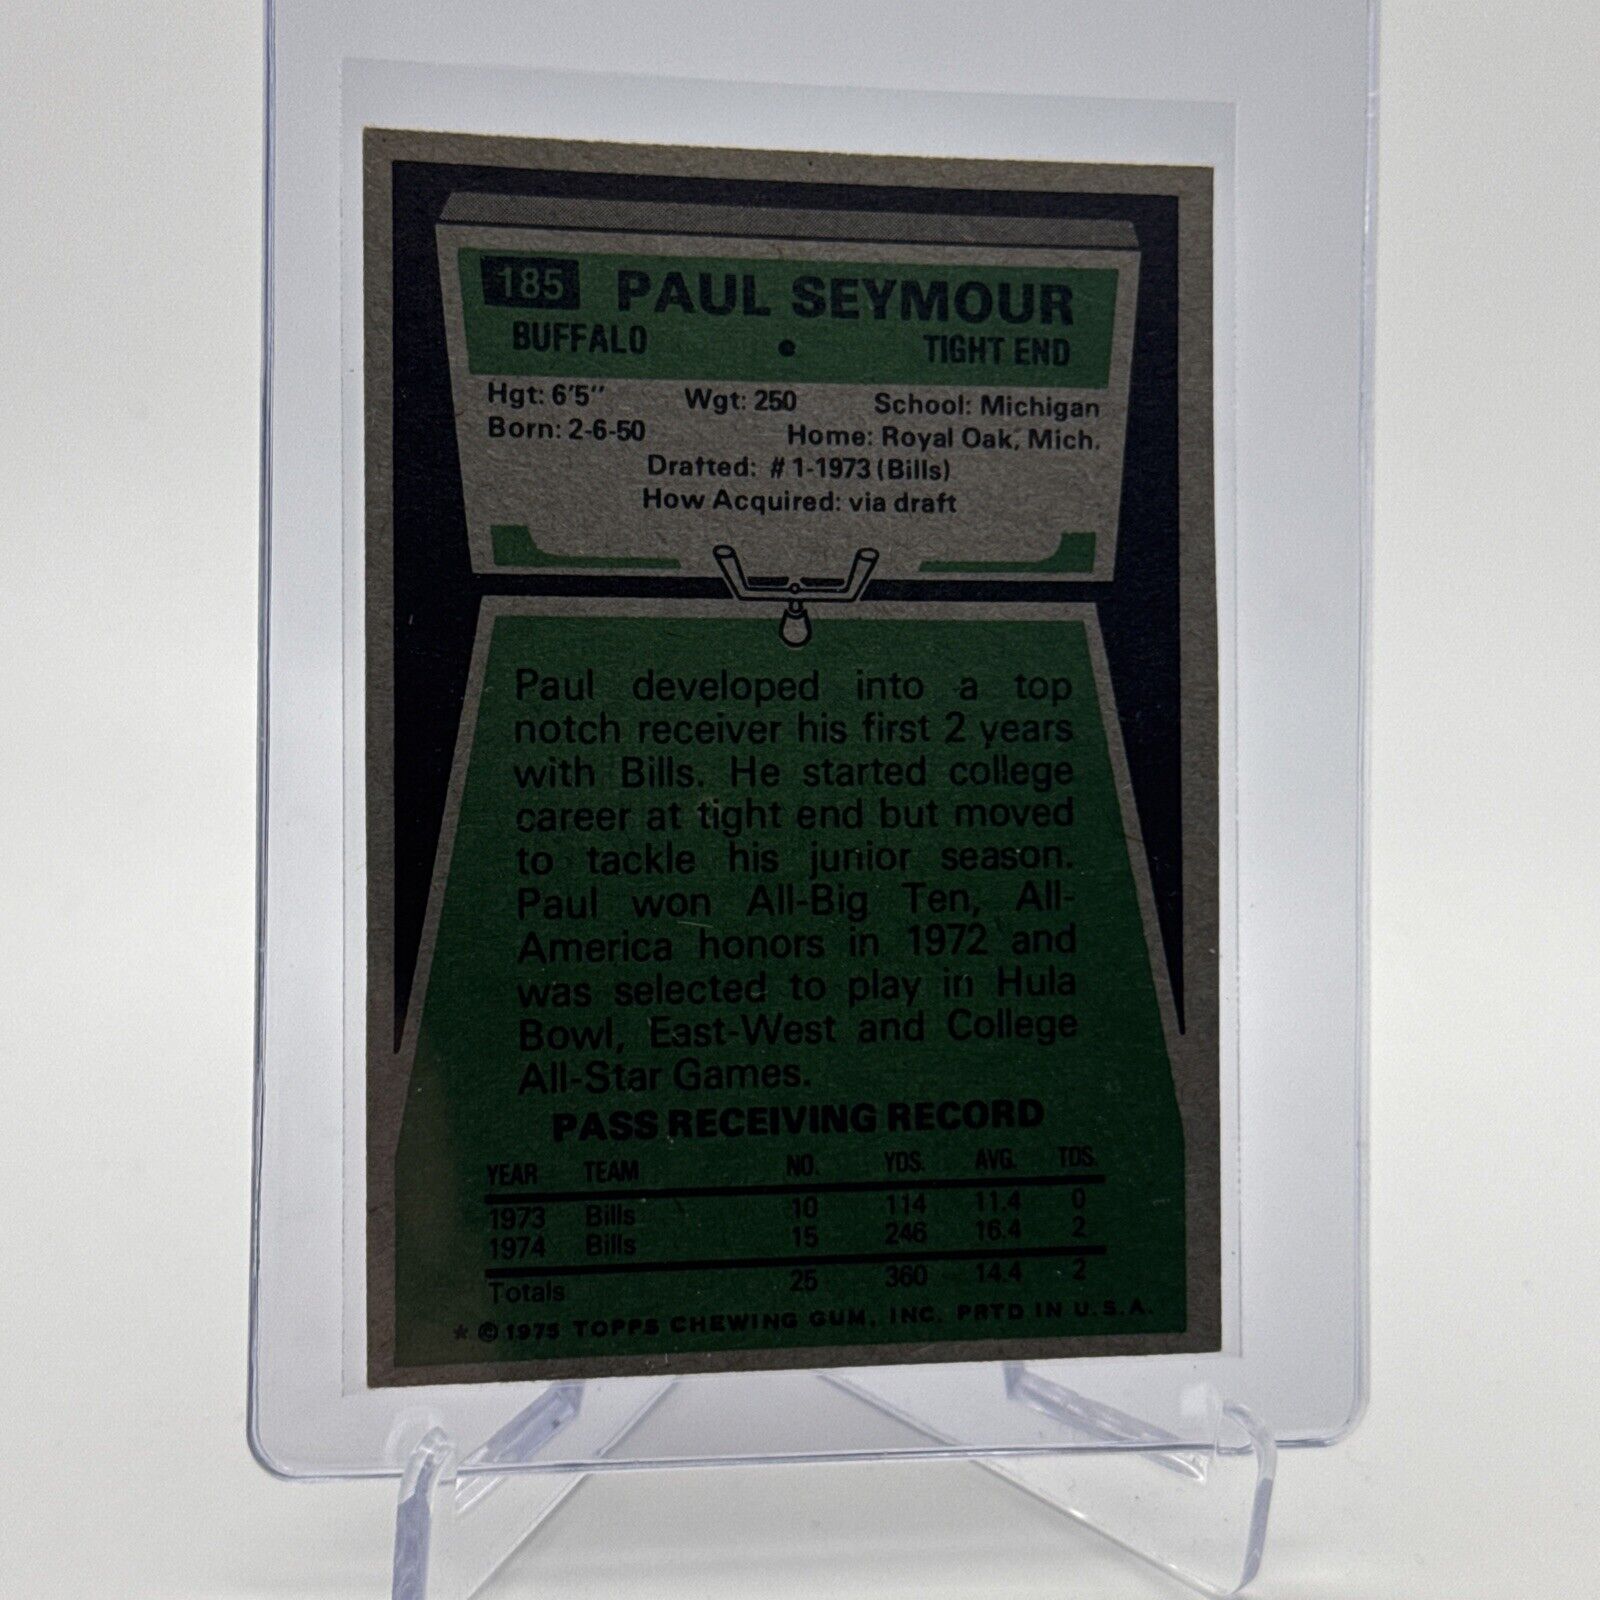 185 PAUL SEYMOUR
BUFFALO • TIGHT END
Hgt: 6'5" Wgt: 250 School: Michigan
Born: 2-6-50 Home: Royal Oak, Mich.
Drafted: #1-1973 (Bills)
How Acquired: via draft
Paul developed into a top
notch receiver his first 2 years
with Bills. He started college
career at tight end but moved
to tackle his junior season.
Paul won All-Big Ten, All-
America honors in 1972 and
was selected to play in Hula
Bowl, East-West and College
All-Star Games.
PASS RECEIVING RECORD
YEAR TEAM NO. YDS. AVG. TDS.
1973 Bills 10 114 11.4 0
1974 Bills 15 246 16.4 2
Totals 25 360 14.4 2
* © 1975 TOPPS CHEWING GUM, INC. PRTD IN U.S.A.